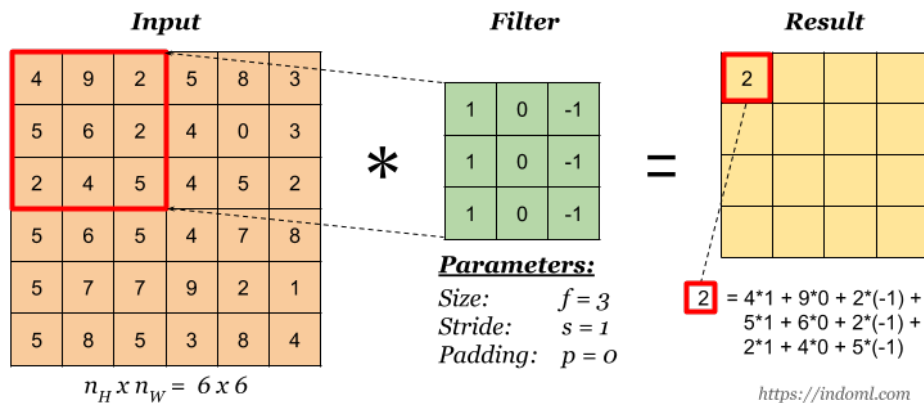 Input
Filter
Result
4 9 2 5 8 3
5 6 2 4 0 3
2 4 5 4 5 2
5 6 5 4 7 8
5 7 7 9 2 1
5 8 5 3 8 4
n_H x n_W = 6 x 6
*
1 0 -1
1 0 -1
1 0 -1
Parameters:
Size: f = 3
Stride: s = 1
Padding: p = 0
=
2
2 = 4*1 + 9*0 + 2*(-1) +
5*1 + 6*0 + 2*(-1) +
2*1 + 4*0 + 5*(-1)
https://indoml.com